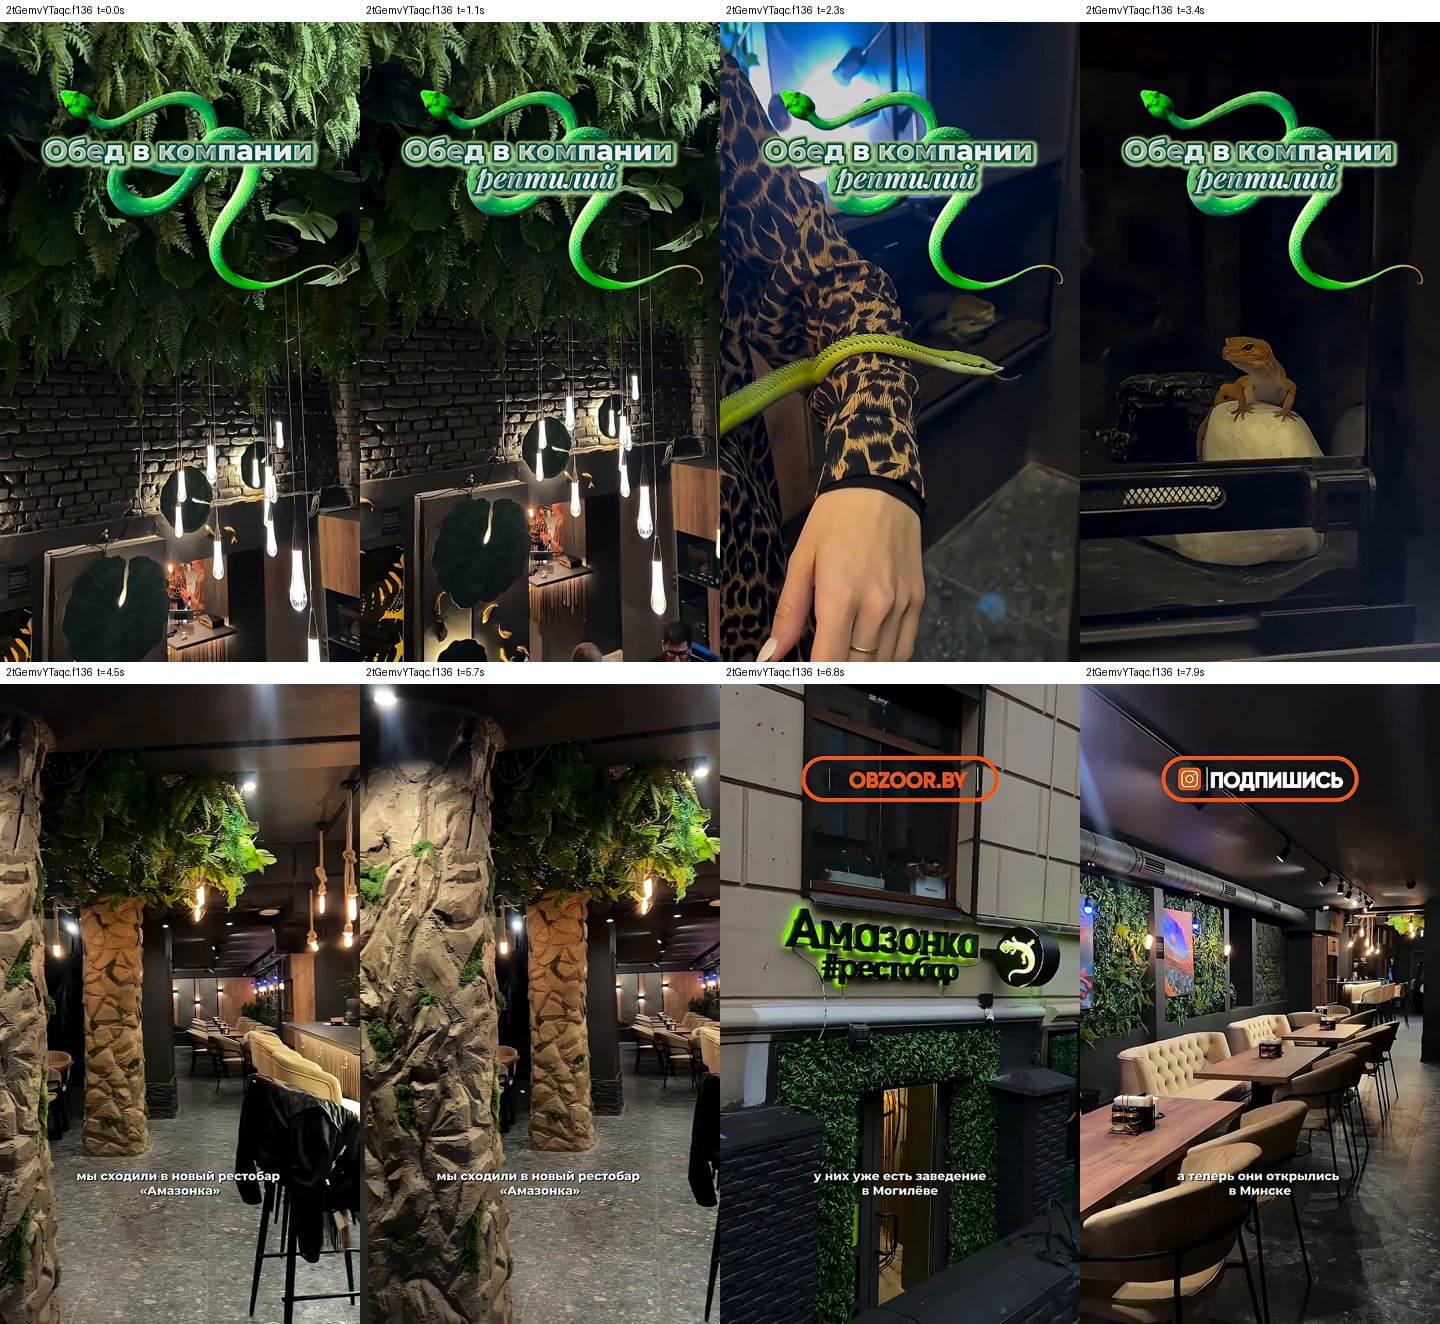 2tGemvYTaqc.f136 t=0.0s
2tGemvYTaqc.f136 t=1.1s
2tGemvYTaqc.f136 t=2.3s
2tGemvYTaqc.f136 t=3.4s
Обед в компании
Обед в компании
рептилий
Обед в компании
рептилий
Обед в компании
рептилий
2tGemvYTaqc.f136 t=4.5s
2tGemvYTaqc.f136 t=5.7s
2tGemvYTaqc.f136 t=6.8s
2tGemvYTaqc.f136 t=7.9s
мы сходили в новый рестобар
«Амазонка»
мы сходили в новый рестобар
«Амазонка»
OBZOOR.BY
Амазонка
#рестобар
у них уже есть заведение
в Могилёве
ПОДПИШИСЬ
а теперь они открылись
в Минске